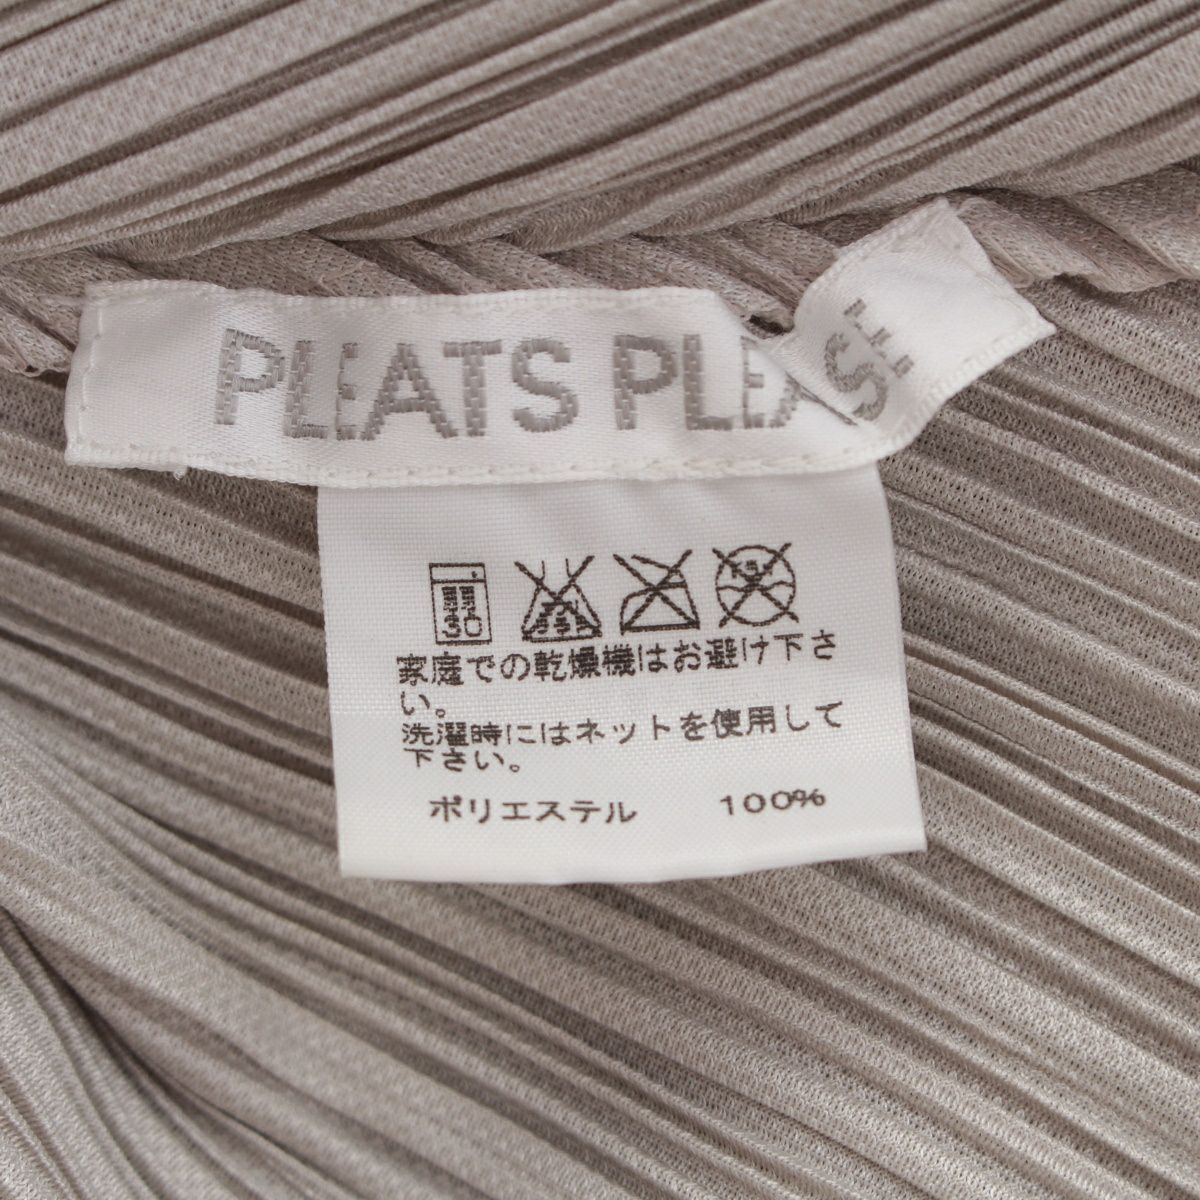 PLEATS PLEASE
30
家庭での乾燥機はお避け下さ
い。
洗濯時にはネットを使用して
下さい。
ポリエステル 100%